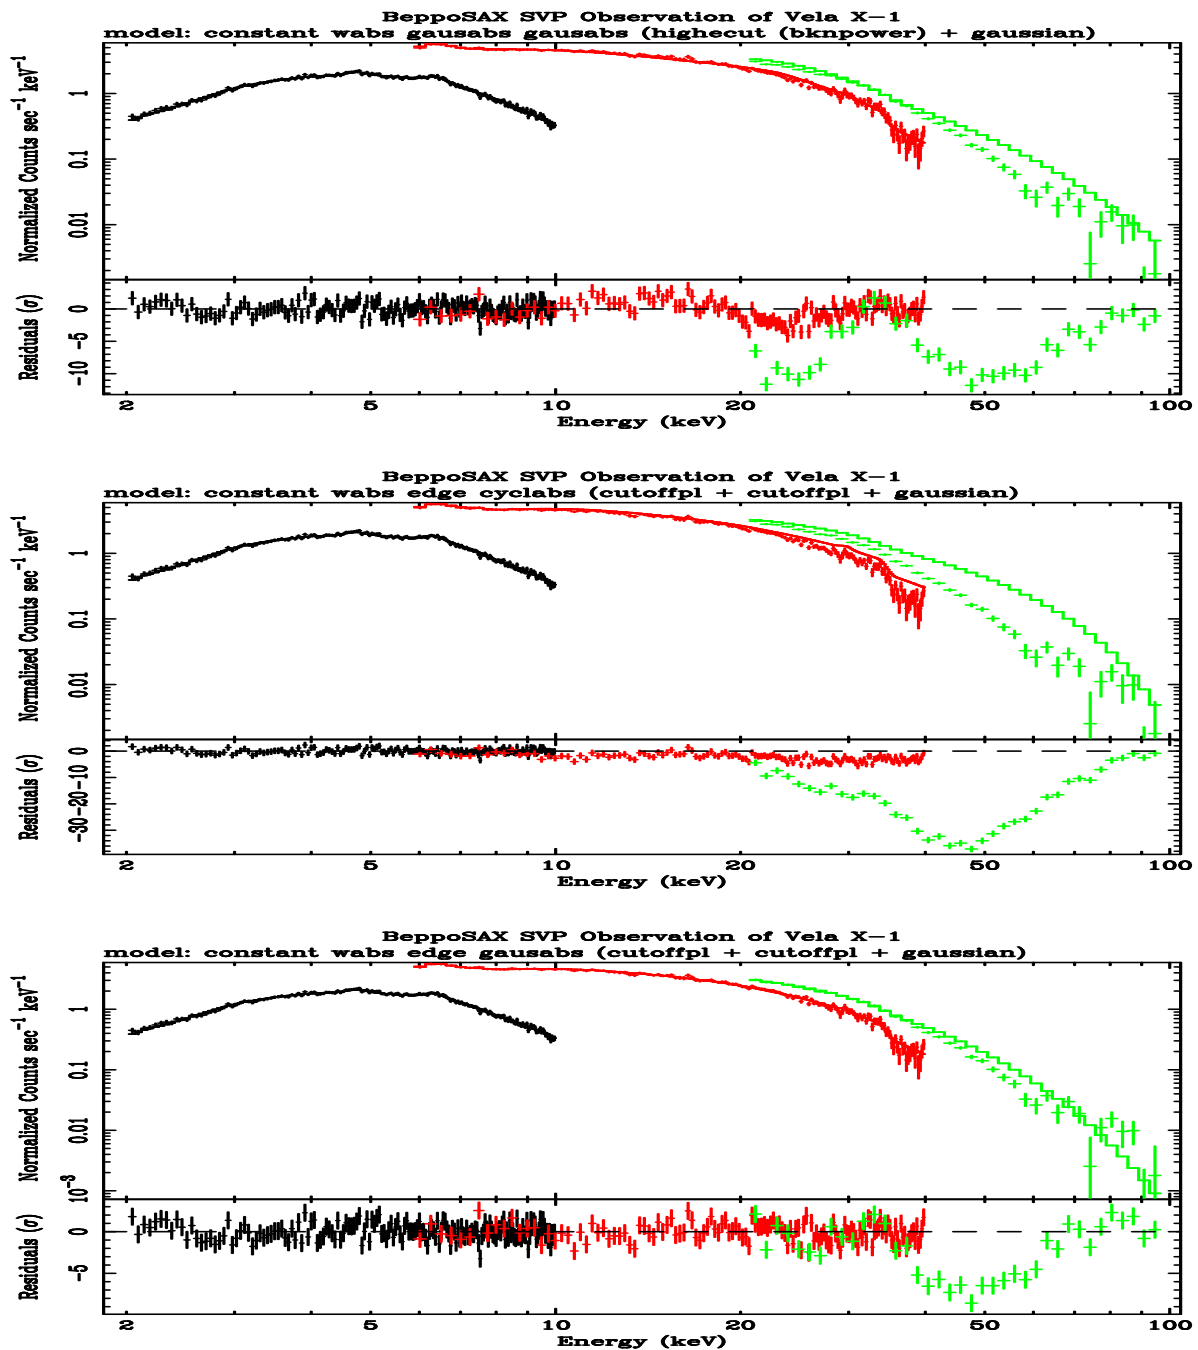 BeppoSAX SVP Observation of Vela X−1
model: constant wabs gausabs gausabs (highecut (bknpower) + gaussian)
Normalized Counts sec⁻¹ keV⁻¹
1
0.1
0.01
Residuals (σ)
0
−5
−10
2 5 10 20 50 100
Energy (keV)
BeppoSAX SVP Observation of Vela X−1
model: constant wabs edge cyclabs (cutoffpl + cutoffpl + gaussian)
Normalized Counts sec⁻¹ keV⁻¹
1
0.1
0.01
Residuals (σ)
0
−10
−20
−30
2 5 10 20 50 100
Energy (keV)
BeppoSAX SVP Observation of Vela X−1
model: constant wabs edge gausabs (cutoffpl + cutoffpl + gaussian)
Normalized Counts sec⁻¹ keV⁻¹
1
0.1
0.01
10⁻³
Residuals (σ)
0
−5
2 5 10 20 50 100
Energy (keV)